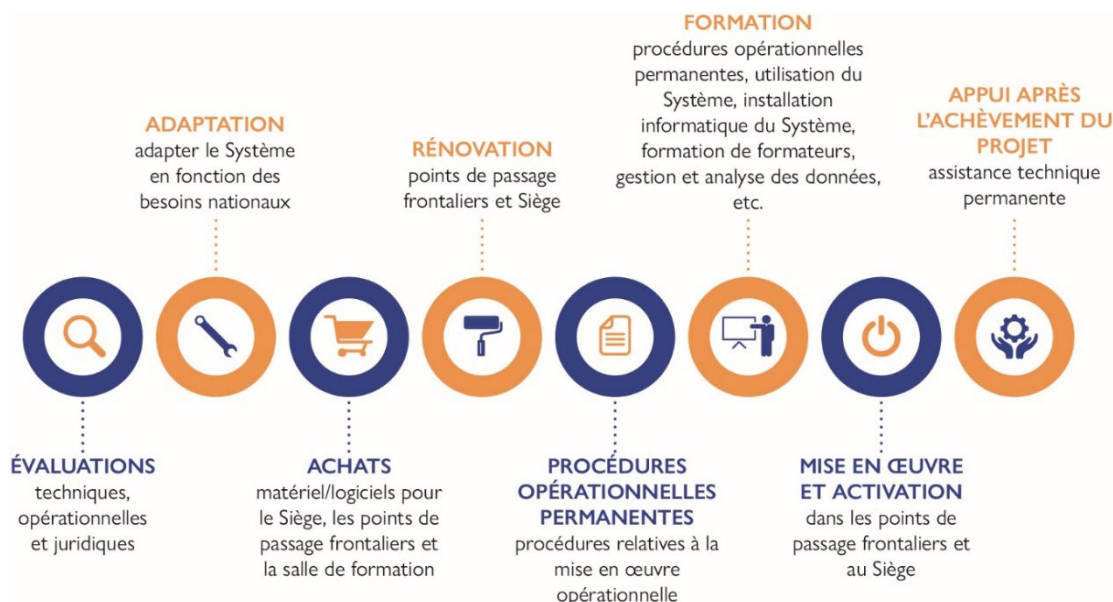 ÉVALUATIONS
techniques,
opérationnelles
et juridiques
ADAPTATION
adapter le Système
en fonction des
besoins nationaux
ACHATS
matériel/logiciels pour
le Siège, les points de
passage frontaliers et
la salle de formation
RÉNOVATION
points de passage
frontaliers et Siège
PROCÉDURES
OPÉRATIONNELLES
PERMANENTES
procédures relatives à la
mise en œuvre
opérationnelle
FORMATION
procédures opérationnelles
permanentes, utilisation du
Système, installation
informatique du Système,
formation de formateurs,
gestion et analyse des données,
etc.
MISE EN ŒUVRE
ET ACTIVATION
dans les points de
passage frontaliers et
au Siège
APPUI APRÈS
L’ACHÈVEMENT DU
PROJET
assistance technique
permanente